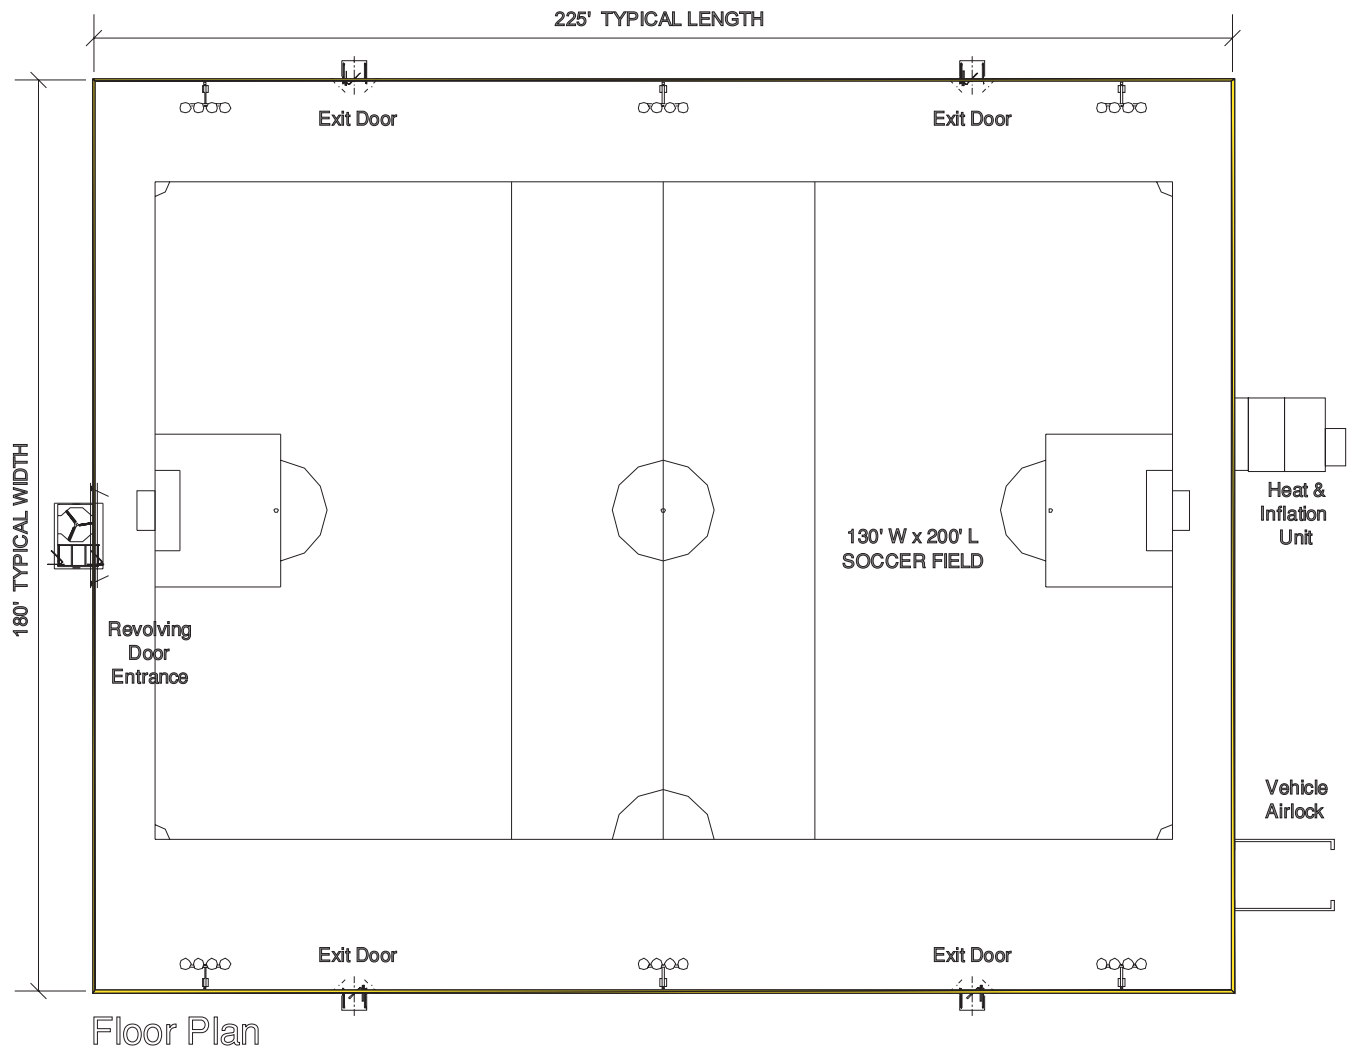 225' TYPICAL LENGTH
Exit Door
Exit Door
180' TYPICAL WIDTH
Heat &
Inflation
Unit
130' W x 200' L
SOCCER FIELD
Revolving
Door
Entrance
Vehicle
Airlock
Exit Door
Exit Door
Floor Plan